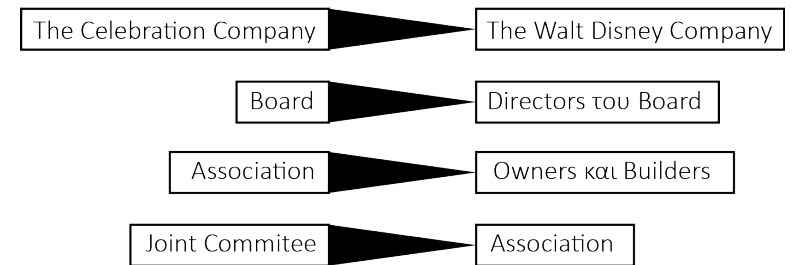 The Celebration Company The Walt Disney Company
Board Directors του Board
Association Owners και Builders
Joint Commitee Association